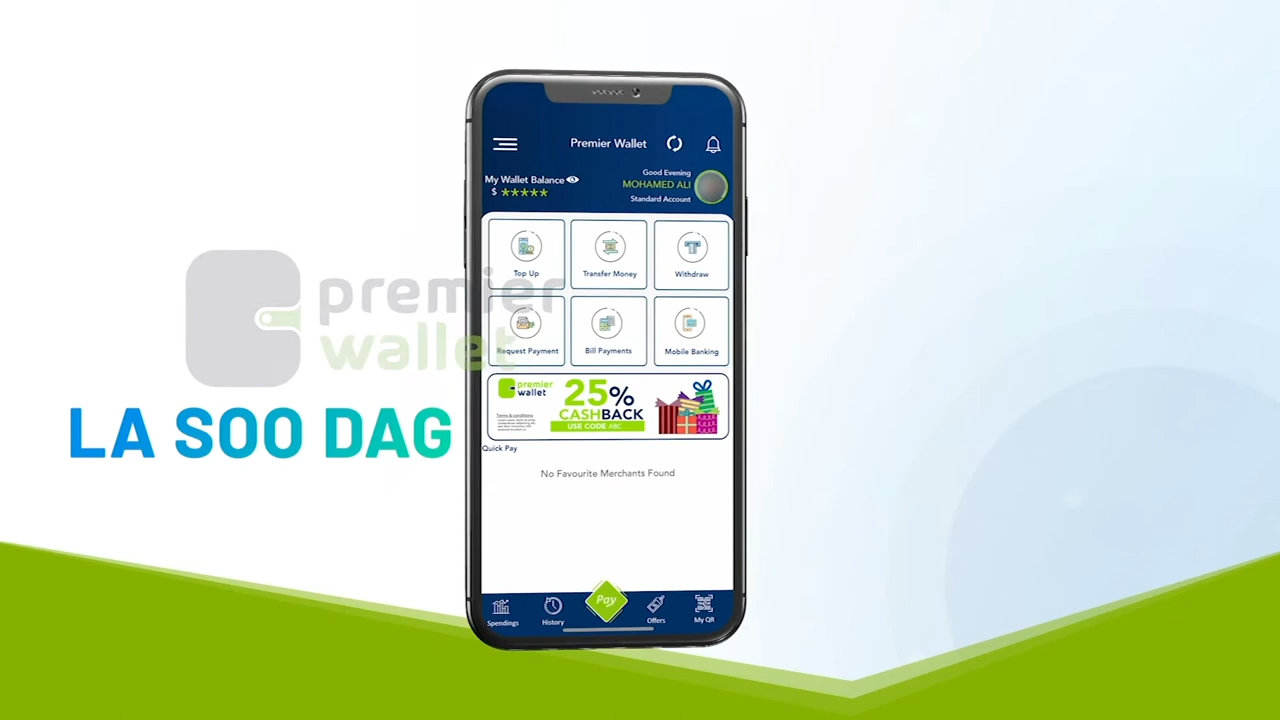 premier
wallet
LA SOO DAG
Premier Wallet
My Wallet Balance
$ *****
Good Evening
MOHAMED ALI
Standard Account
Top Up
Transfer Money
Withdraw
Request Payment
Bill Payments
Mobile Banking
premier
wallet
Terms & conditions
25%
CASHBACK
USE CODE ABC
Quick Pay
No Favourite Merchants Found
Spendings
History
Pay
Offers
My QR